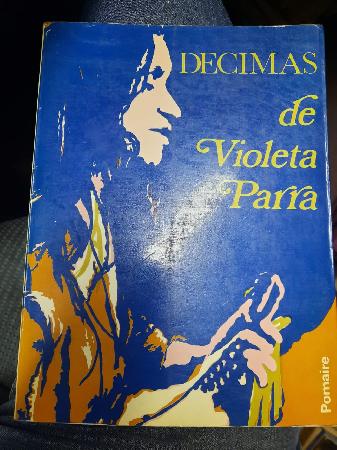 DECIMAS
de
Violeta
Parra
Pomaire